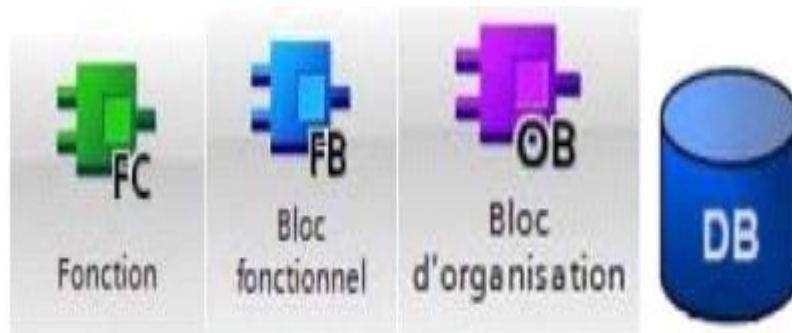 FC
Fonction
FB
Bloc
fonctionnel
OB
Bloc
d'organisation
DB